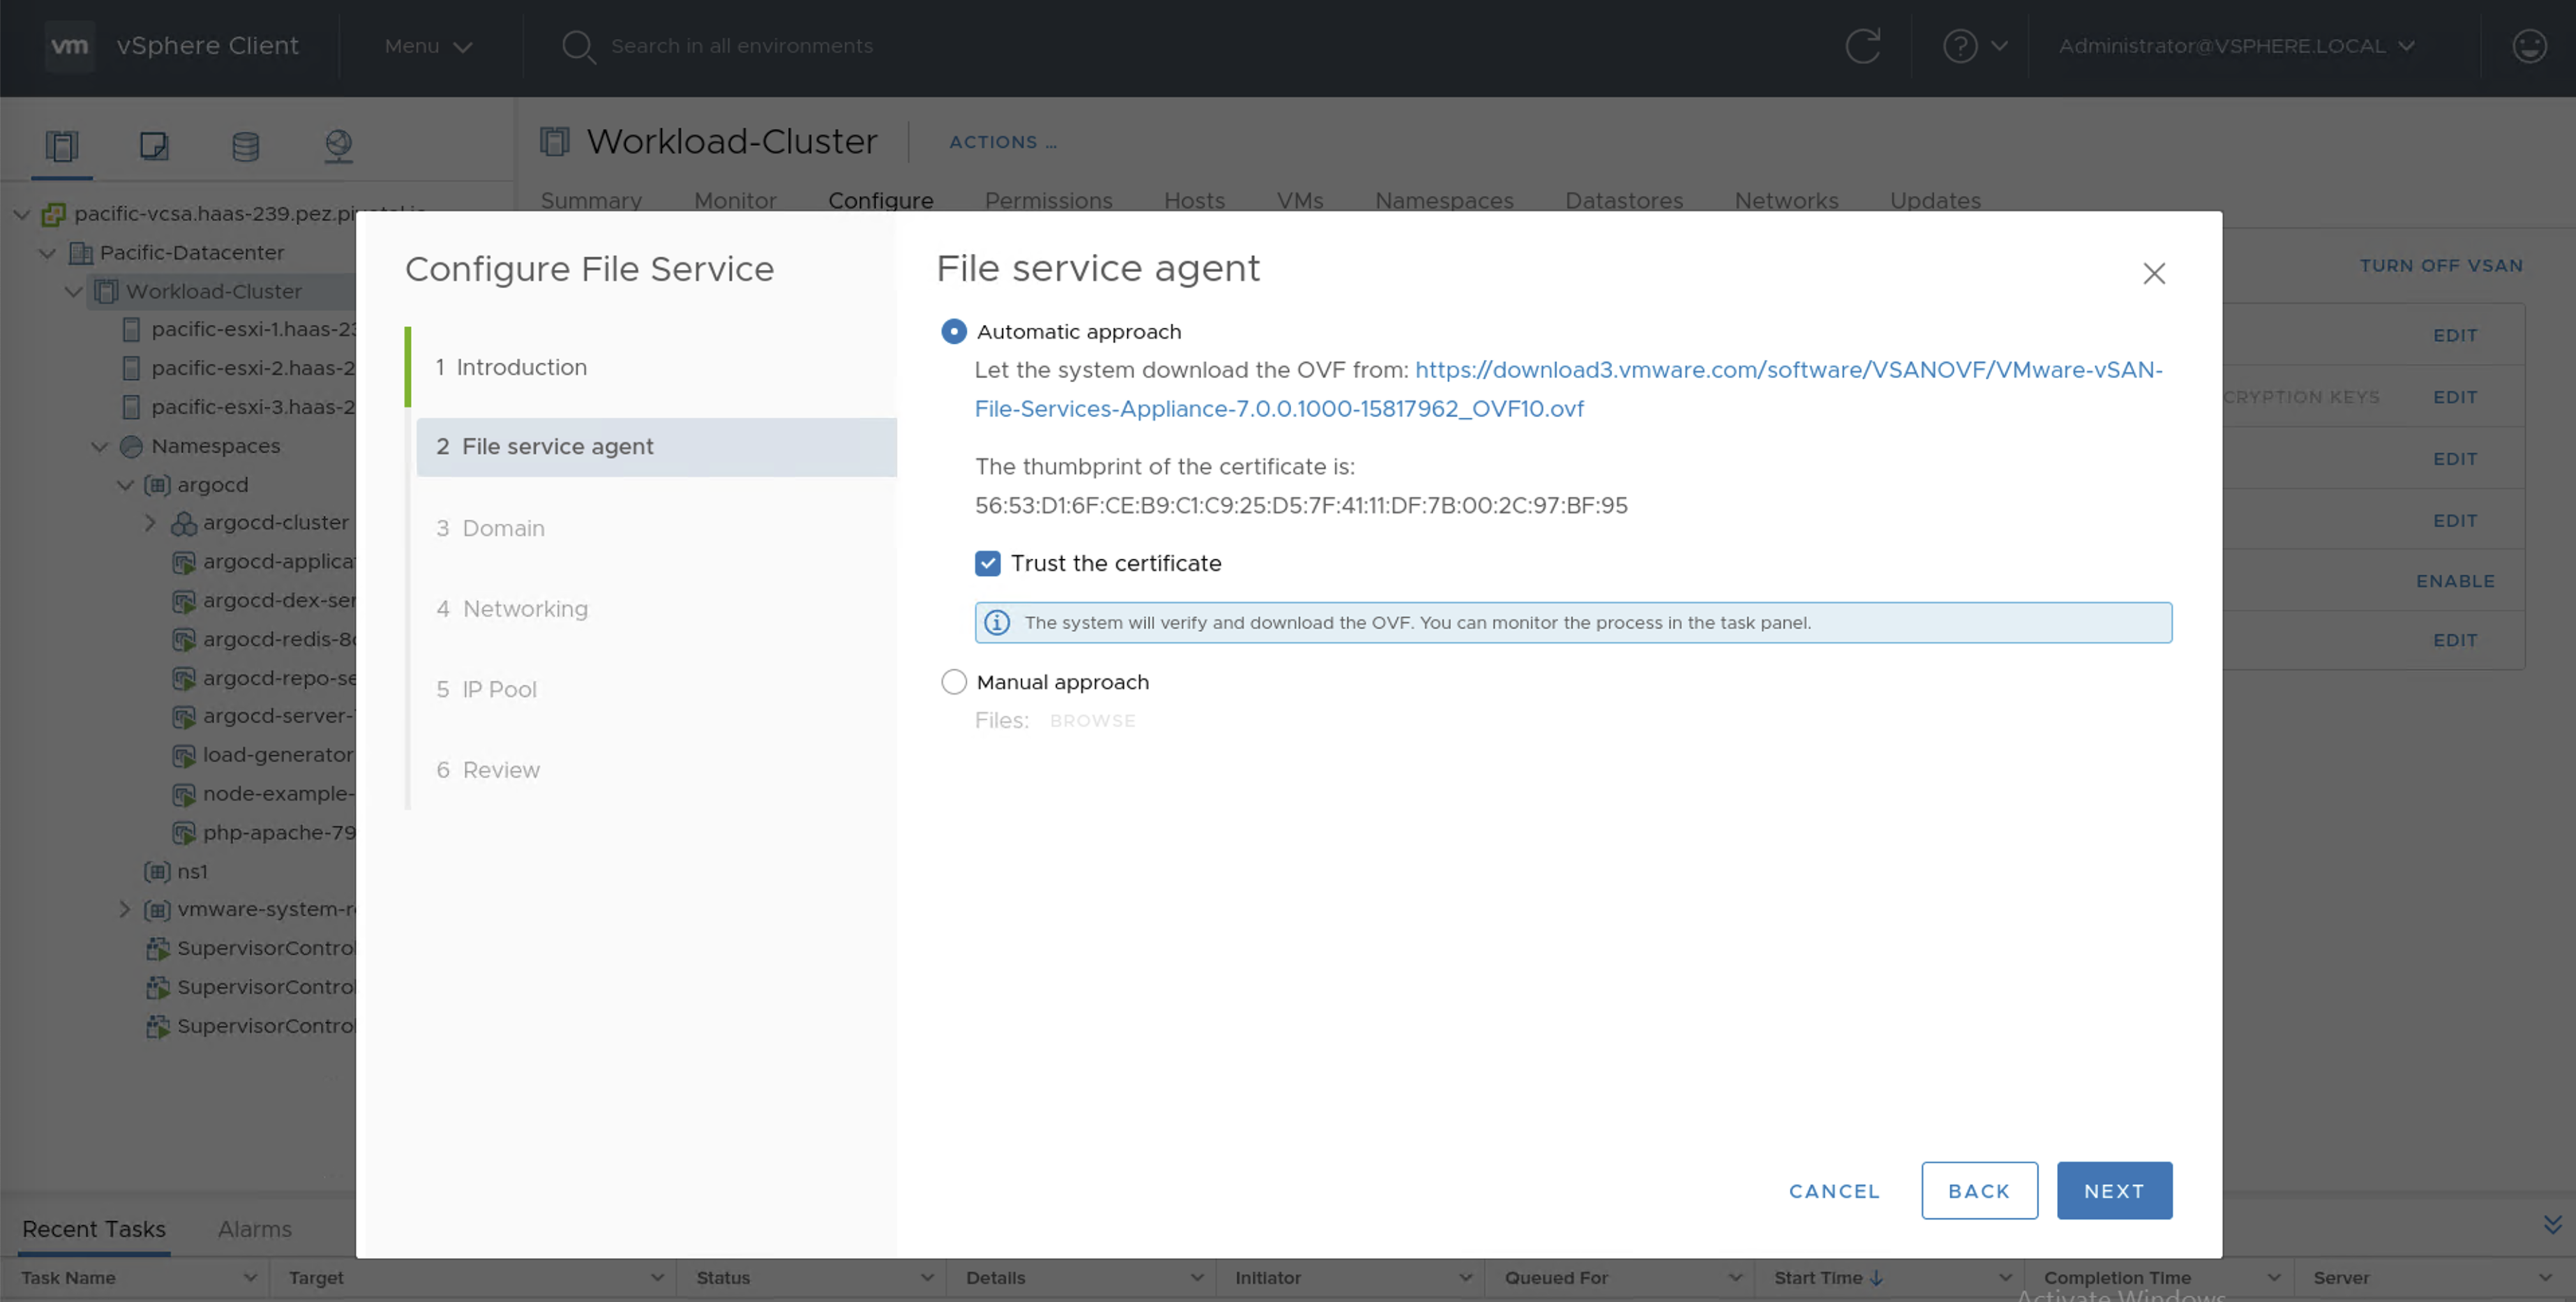 vm vSphere Client Menu Search in all environments Administrator@VSPHERE.LOCAL
Workload-Cluster ACTIONS ...
Summary Monitor Configure Permissions Hosts VMs Namespaces Datastores Networks Updates
pacific-vcsa.haas-239.pez.pivotal.io
Pacific-Datacenter
Workload-Cluster
pacific-esxi-1.haas-23
pacific-esxi-2.haas-2
pacific-esxi-3.haas-2
Namespaces
argocd
argocd-cluster
argocd-applica
argocd-dex-ser
argocd-redis-8
argocd-repo-se
argocd-server-
load-generator
node-example-
php-apache-79
ns1
vmware-system-r
SupervisorControl
SupervisorControl
SupervisorControl
Configure File Service
1 Introduction
2 File service agent
3 Domain
4 Networking
5 IP Pool
6 Review
File service agent
Automatic approach
Let the system download the OVF from: https://download3.vmware.com/software/VSANOVF/VMware-vSAN-
File-Services-Appliance-7.0.0.1000-15817962_OVF10.ovf
The thumbprint of the certificate is:
56:53:D1:6F:CE:B9:C1:C9:25:D5:7F:41:11:DF:7B:00:2C:97:BF:95
Trust the certificate
The system will verify and download the OVF. You can monitor the process in the task panel.
Manual approach
Files: BROWSE
CANCEL BACK NEXT
TURN OFF VSAN
EDIT
CRYPTION KEYS EDIT
EDIT
EDIT
ENABLE
EDIT
Recent Tasks Alarms
Task Name Target Status Details Initiator Queued For Start Time Completion Time Server
Activate Windows